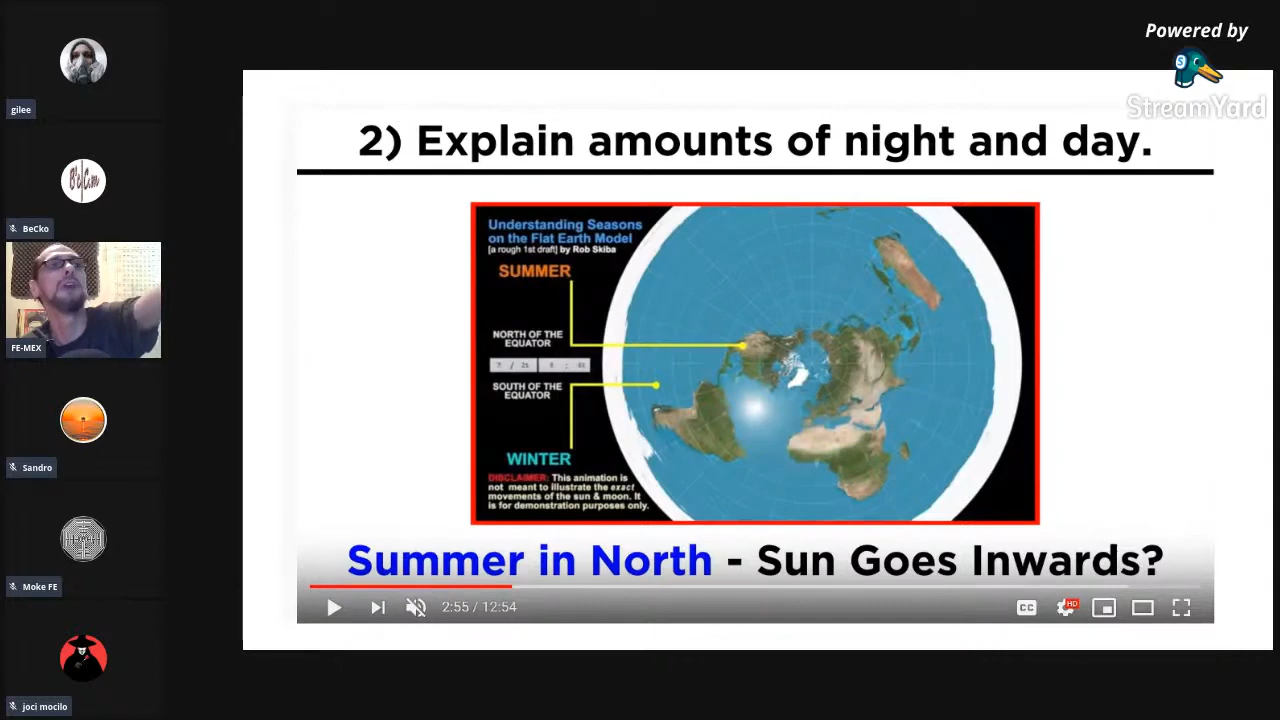 Powered by
StreamYard
gilee
BeCko
FE-MEX
Sandro
Moke FE
joci mocilo
2) Explain amounts of night and day.
Understanding Seasons
on the Flat Earth Model
[a rough 1st draft] by Rob Skiba
SUMMER
NORTH OF THE
EQUATOR
SOUTH OF THE
EQUATOR
WINTER
DISCLAIMER: This animation is
not meant to illustrate the exact
movements of the sun & moon. It
is for demonstration purposes only.
Summer in North - Sun Goes Inwards?
2:55 / 12:54
CC
HD